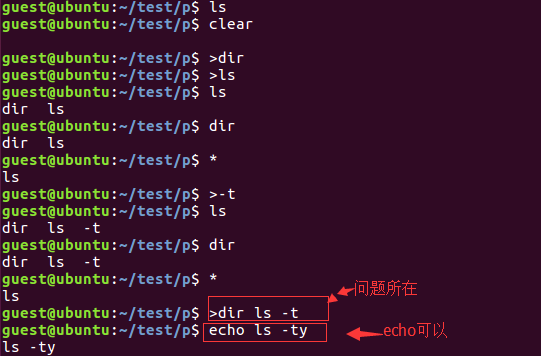 guest@ubuntu:~/test/p$ ls
guest@ubuntu:~/test/p$ clear
guest@ubuntu:~/test/p$ >dir
guest@ubuntu:~/test/p$ >ls
guest@ubuntu:~/test/p$ ls
dir  ls
guest@ubuntu:~/test/p$ dir
dir  ls
guest@ubuntu:~/test/p$ *
ls
guest@ubuntu:~/test/p$ >-t
guest@ubuntu:~/test/p$ ls
dir  ls  -t
guest@ubuntu:~/test/p$ dir
dir  ls  -t
guest@ubuntu:~/test/p$ *
ls
问题所在
guest@ubuntu:~/test/p$ >dir ls -t
guest@ubuntu:~/test/p$ echo ls -ty
echo可以
ls -ty